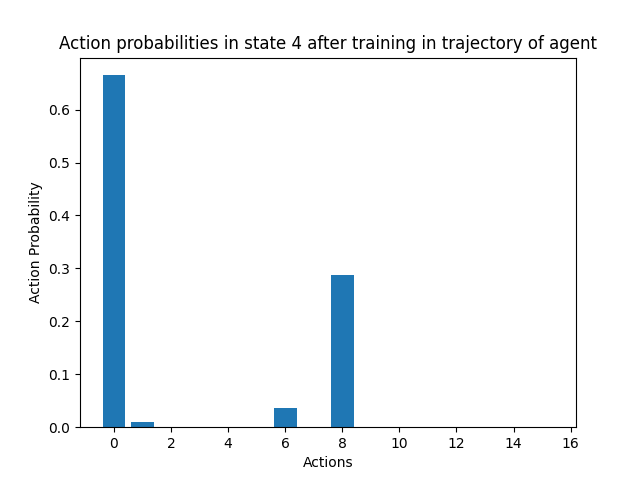 Action probabilities in state 4 after training in trajectory of agent
Action Probability
0.6
0.5
0.4
0.3
0.2
0.1
0.0
0 2 4 6 8 10 12 14 16
Actions